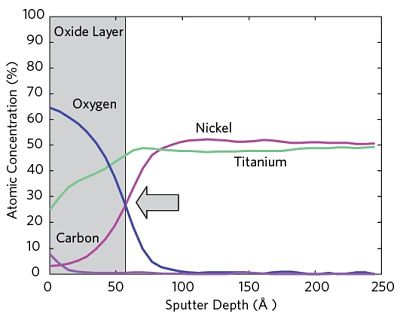 100
90
80
70
60
50
40
30
20
10
0
Atomic Concentration (%)
Oxide Layer
Oxygen
Nickel
Titanium
Carbon
0 50 100 150 200 250
Sputter Depth (Å )